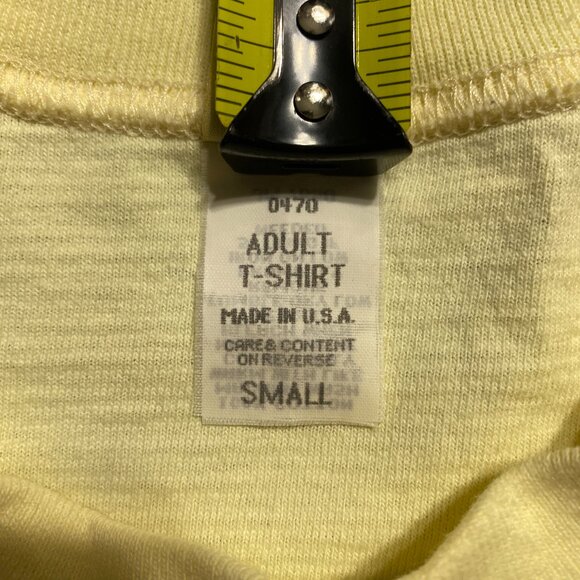 0470
ADULT
T-SHIRT
MADE IN U.S.A.
CARE & CONTENT
ON REVERSE
SMALL